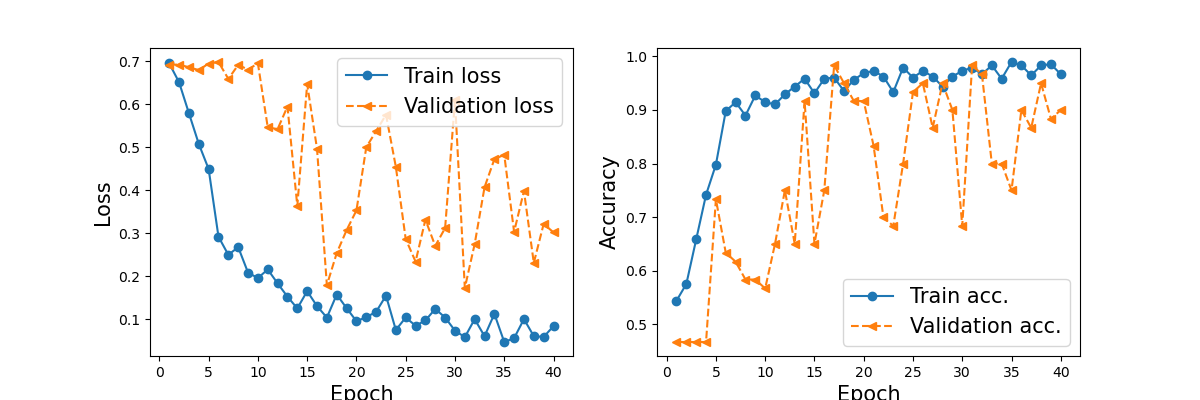 0.7
0.6
0.5
0.4
0.3
0.2
0.1
Loss
0 5 10 15 20 25 30 35 40
Epoch
Train loss
Validation loss
1.0
0.9
0.8
0.7
0.6
0.5
Accuracy
0 5 10 15 20 25 30 35 40
Epoch
Train acc.
Validation acc.